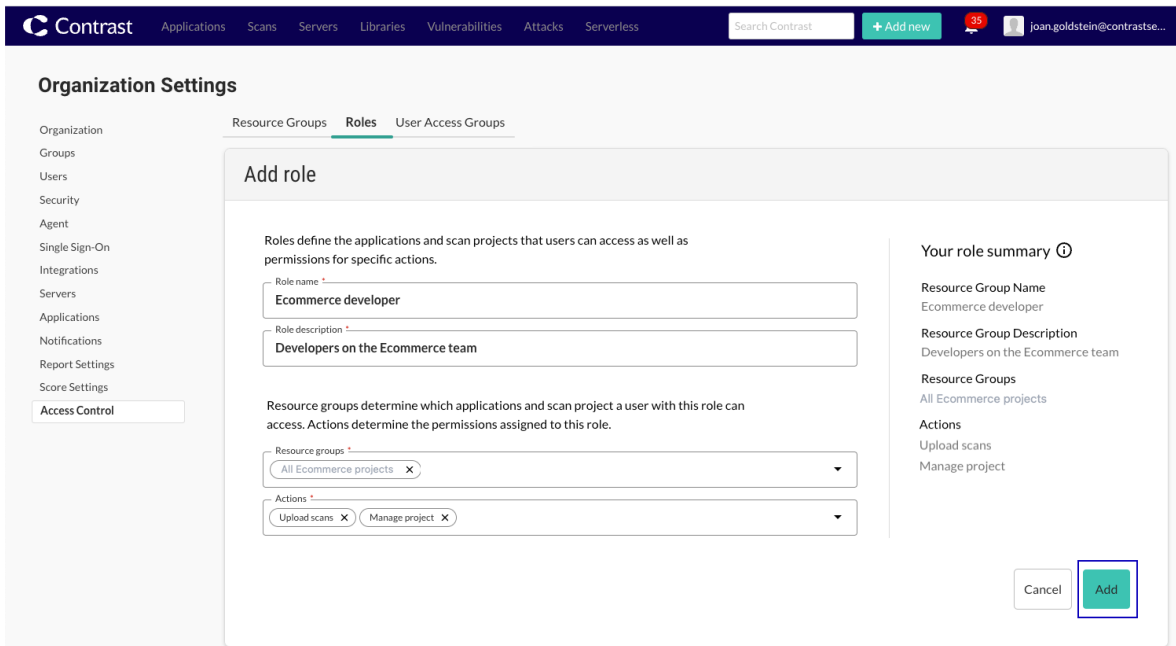 Contrast
Applications Scans Servers Libraries Vulnerabilities Attacks Serverless
Search Contrast
+ Add new
35
joan.goldstein@contrastse...
Organization Settings
Organization
Groups
Users
Security
Agent
Single Sign-On
Integrations
Servers
Applications
Notifications
Report Settings
Score Settings
Access Control
Resource Groups Roles User Access Groups
Add role
Roles define the applications and scan projects that users can access as well as
permissions for specific actions.
Role name *
Ecommerce developer
Role description *
Developers on the Ecommerce team
Resource groups determine which applications and scan project a user with this role can
access. Actions determine the permissions assigned to this role.
Resource groups *
All Ecommerce projects
Actions *
Upload scans Manage project
Your role summary
Resource Group Name
Ecommerce developer
Resource Group Description
Developers on the Ecommerce team
Resource Groups
All Ecommerce projects
Actions
Upload scans
Manage project
Cancel Add